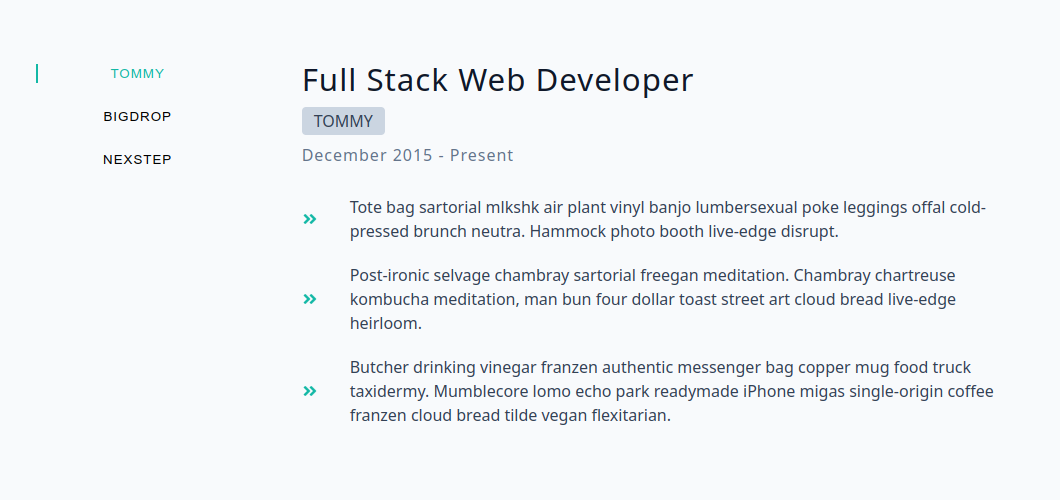 TOMMY
BIGDROP
NEXSTEP
Full Stack Web Developer
TOMMY
December 2015 - Present
Tote bag sartorial mlkshk air plant vinyl banjo lumbersexual poke leggings offal cold-
pressed brunch neutra. Hammock photo booth live-edge disrupt.
Post-ironic selvage chambray sartorial freegan meditation. Chambray chartreuse
kombucha meditation, man bun four dollar toast street art cloud bread live-edge
heirloom.
Butcher drinking vinegar franzen authentic messenger bag copper mug food truck
taxidermy. Mumblecore lomo echo park readymade iPhone migas single-origin coffee
franzen cloud bread tilde vegan flexitarian.